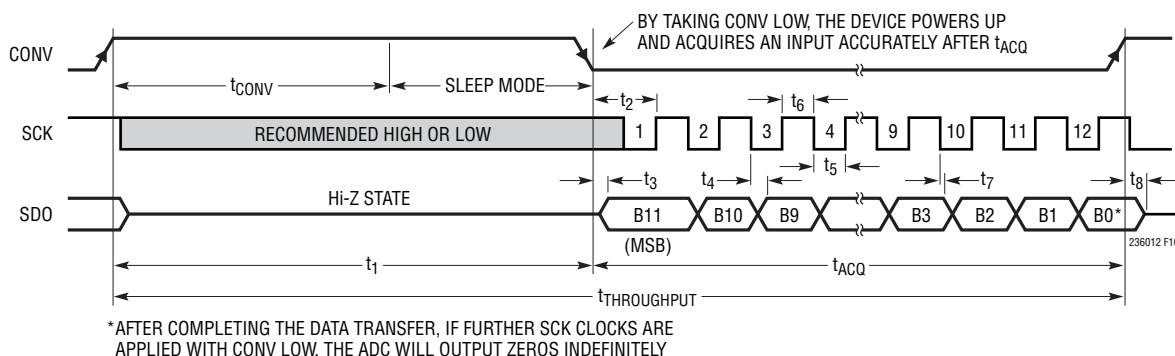 BY TAKING CONV LOW, THE DEVICE POWERS UP
AND ACQUIRES AN INPUT ACCURATELY AFTER tACQ
CONV
tCONV
SLEEP MODE
t2
t6
SCK
RECOMMENDED HIGH OR LOW
1
2
3
4
9
10
11
12
t3
t4
t5
t7
t8
SDO
Hi-Z STATE
B11
B10
B9
B3
B2
B1
B0*
(MSB)
t1
tACQ
tTHROUGHPUT
*AFTER COMPLETING THE DATA TRANSFER, IF FURTHER SCK CLOCKS ARE
APPLIED WITH CONV LOW, THE ADC WILL OUTPUT ZEROS INDEFINITELY